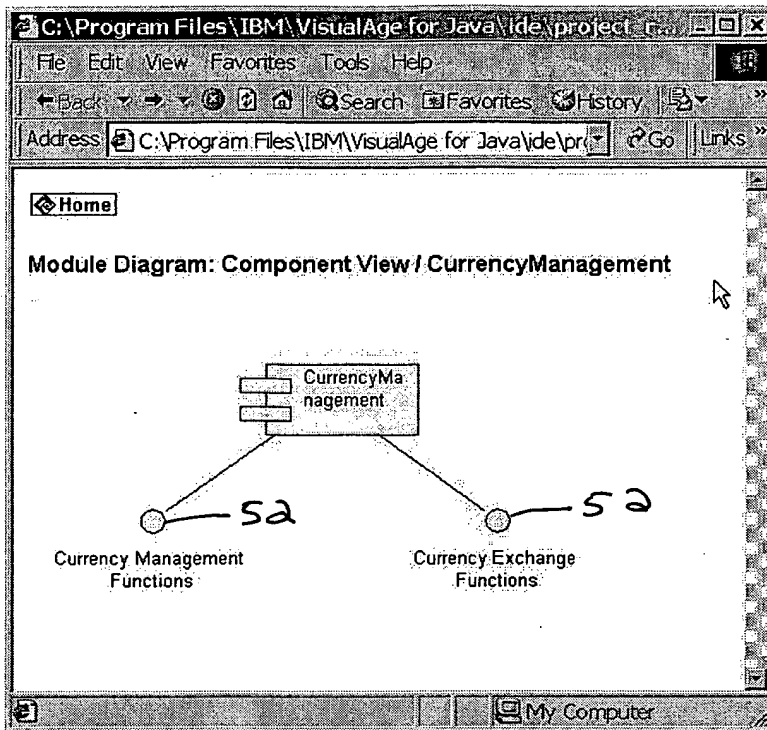 C:\Program Files\IBM\VisualAge for Java\ide\project_r...
File Edit View Favorites Tools Help
Back Search Favorites History »
Address C:\Program Files\IBM\VisualAge for Java\ide\pro Go Links »
Home
Module Diagram: Component View / CurrencyManagement
CurrencyMa
nagement
52 52
Currency Management Currency Exchange
Functions Functions
My Computer